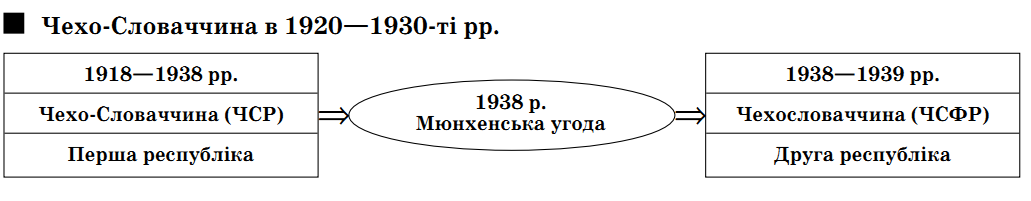 Чехо-Словаччина в 1920—1930-ті рр.
1918—1938 рр.
Чехо-Словаччина (ЧСР)
Перша республіка
1938 р.
Мюнхенська угода
1938—1939 рр.
Чехословаччина (ЧСФР)
Друга республіка